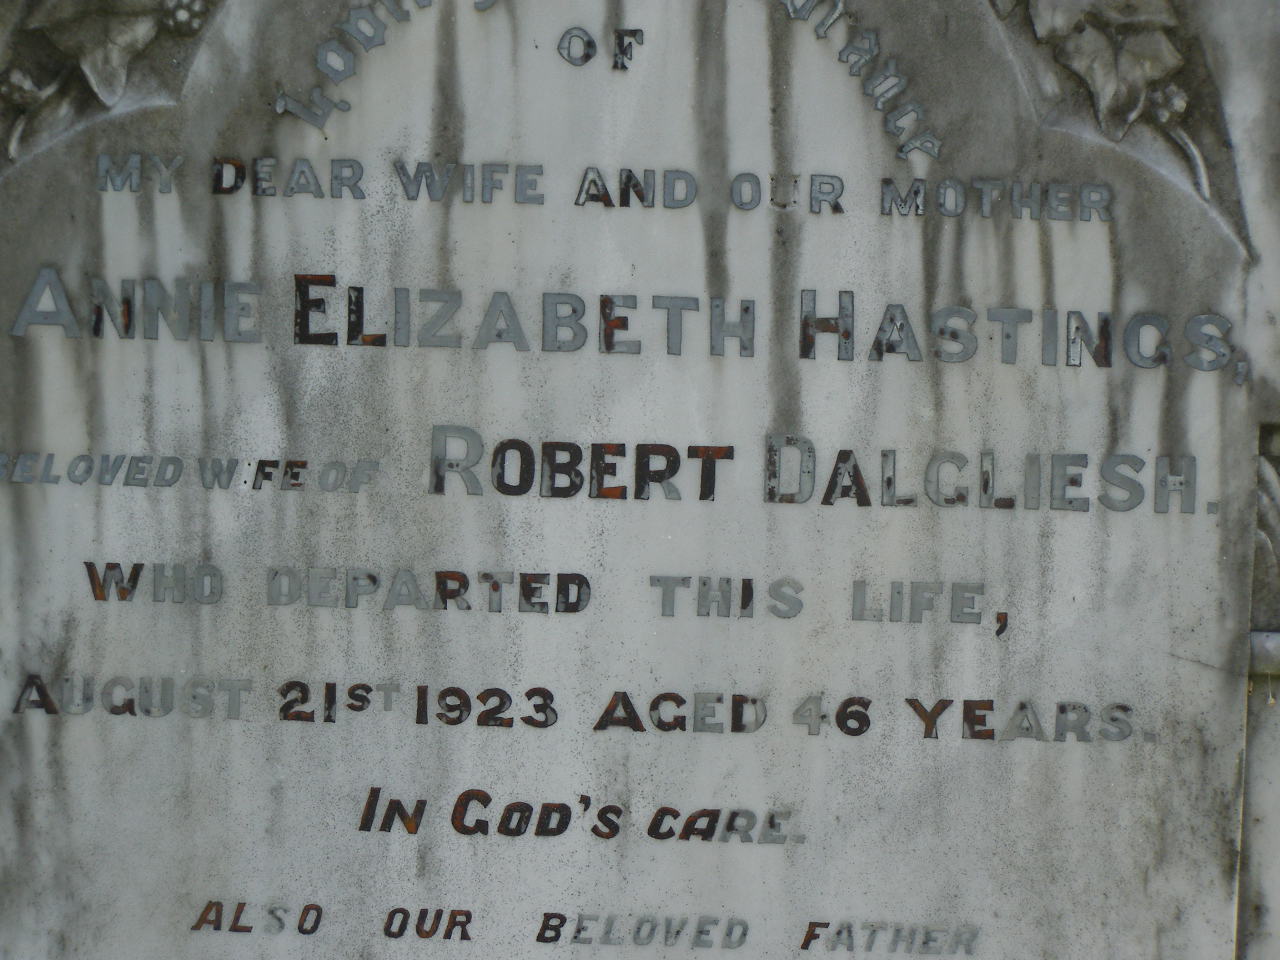 OF
MY DEAR WIFE AND OUR MOTHER
ANNIE ELIZABETH HASTINGS,
BELOVED WIFE OF ROBERT DALGLIESH.
WHO DEPARTED THIS LIFE,
AUGUST 21ST 1923 AGED 46 YEARS.
IN GOD'S CARE.
ALSO OUR BELOVED FATHER